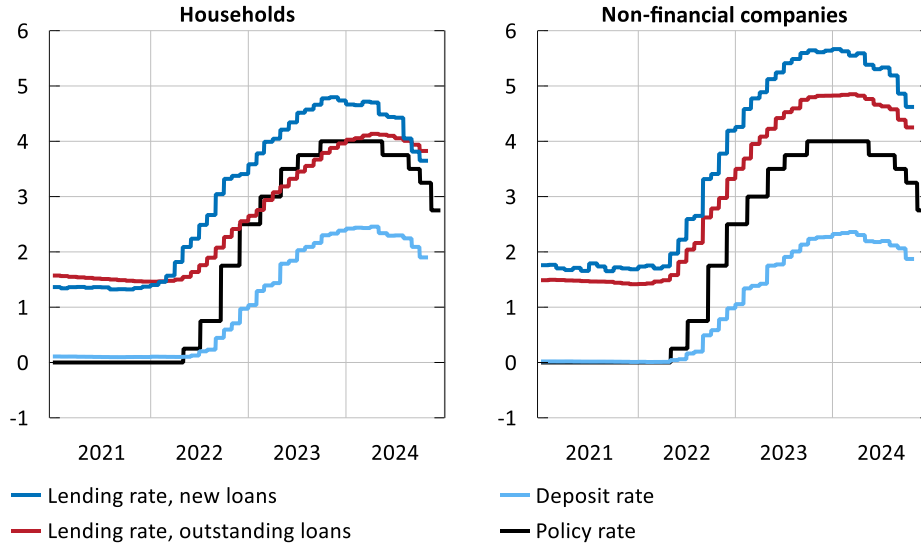 Households
6
5
4
3
2
1
0
-1
2021 2022 2023 2024
Non-financial companies
6
5
4
3
2
1
0
-1
2021 2022 2023 2024
Lending rate, new loans
Lending rate, outstanding loans
Deposit rate
Policy rate